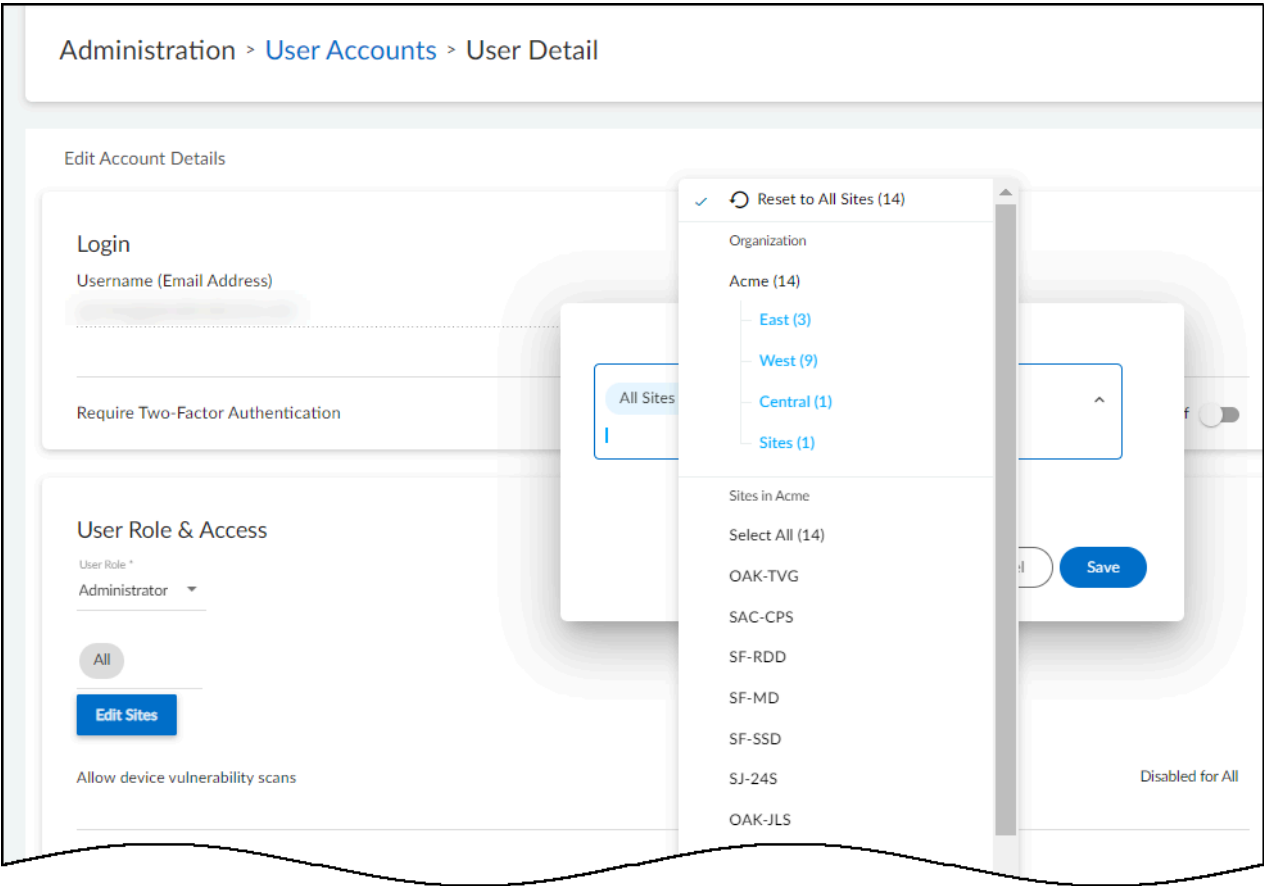 Administration > User Accounts > User Detail
Edit Account Details
Login
Username (Email Address)
Require Two-Factor Authentication
User Role & Access
User Role *
Administrator
All
Edit Sites
Allow device vulnerability scans
Disabled for All
All Sites
Save
Reset to All Sites (14)
Organization
Acme (14)
East (3)
West (9)
Central (1)
Sites (1)
Sites in Acme
Select All (14)
OAK-TVG
SAC-CPS
SF-RDD
SF-MD
SF-SSD
SJ-24S
OAK-JLS